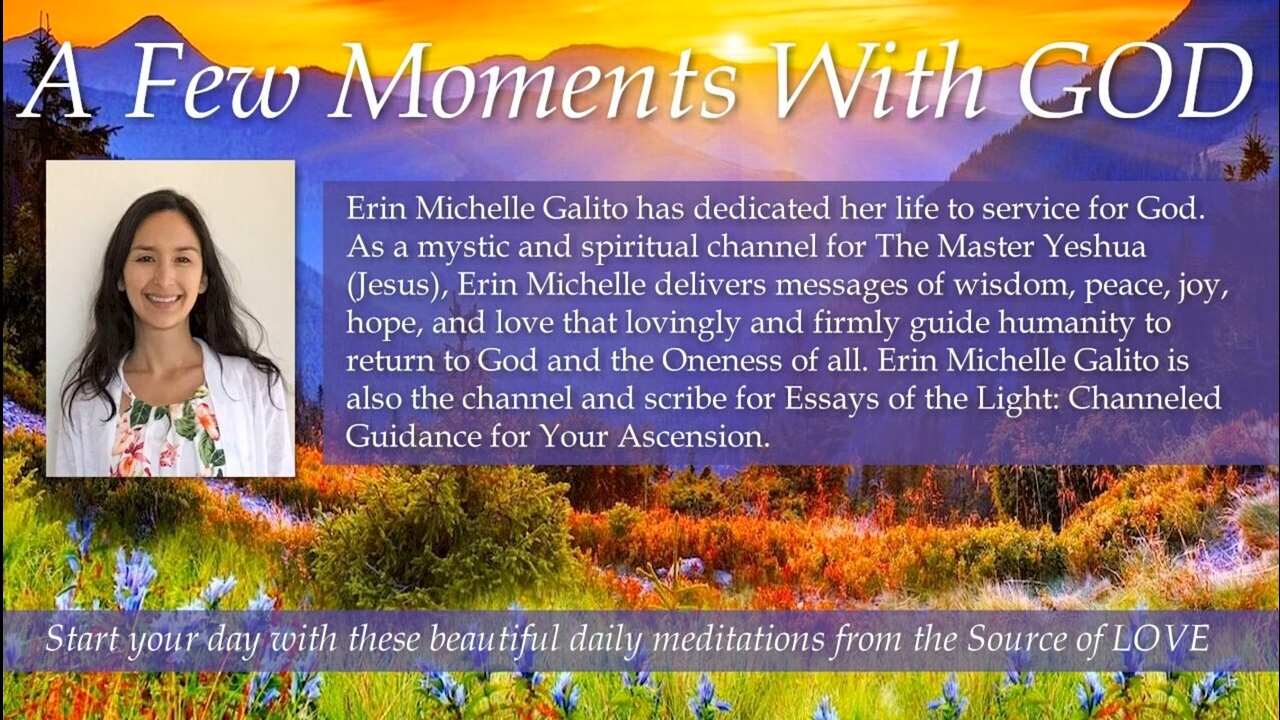 A Few Moments With GOD
Erin Michelle Galito has dedicated her life to service for God.
As a mystic and spiritual channel for The Master Yeshua
(Jesus), Erin Michelle delivers messages of wisdom, peace, joy,
hope, and love that lovingly and firmly guide humanity to
return to God and the Oneness of all. Erin Michelle Galito is
also the channel and scribe for Essays of the Light: Channeled
Guidance for Your Ascension.
Start your day with these beautiful daily meditations from the Source of LOVE